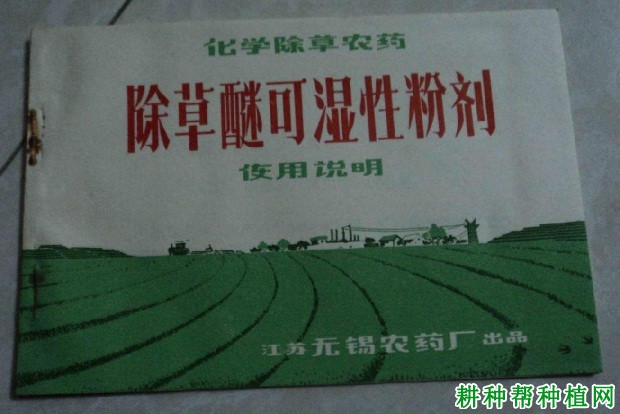 化学除草农药
除草醚可湿性粉剂
使用说明
江苏无锡农药厂出品
耕种帮种植网